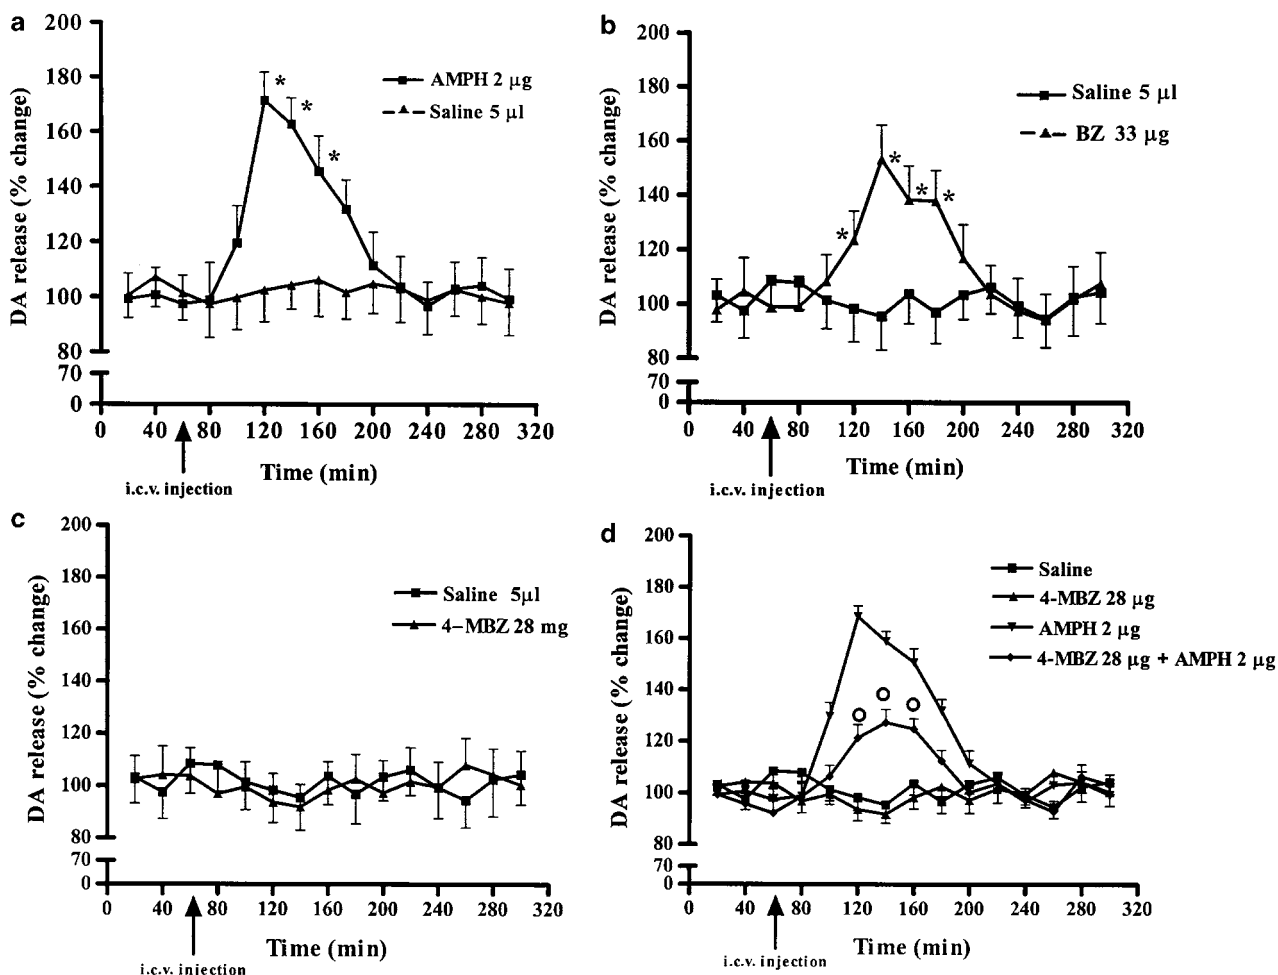 a
200
180
160
140
120
100
80
70
0
DA release (% change)
AMPH 2 µg
Saline 5 µl
* * *
0 40 80 120 160 200 240 280 320
Time (min)
i.c.v. injection
b
200
180
160
140
120
100
80
70
0
DA release (% change)
Saline 5 µl
BZ 33 µg
* * * *
0 40 80 120 160 200 240 280 320
Time (min)
i.c.v. injection
c
200
180
160
140
120
100
80
70
0
DA release (% change)
Saline 5µl
4-MBZ 28 mg
0 40 80 120 160 200 240 280 320
Time (min)
i.c.v. injection
d
200
180
160
140
120
100
80
70
0
DA release (% change)
Saline
4-MBZ 28 µg
AMPH 2 µg
4-MBZ 28 µg + AMPH 2 µg
0 40 80 120 160 200 240 280 320
Time (min)
i.c.v. injection